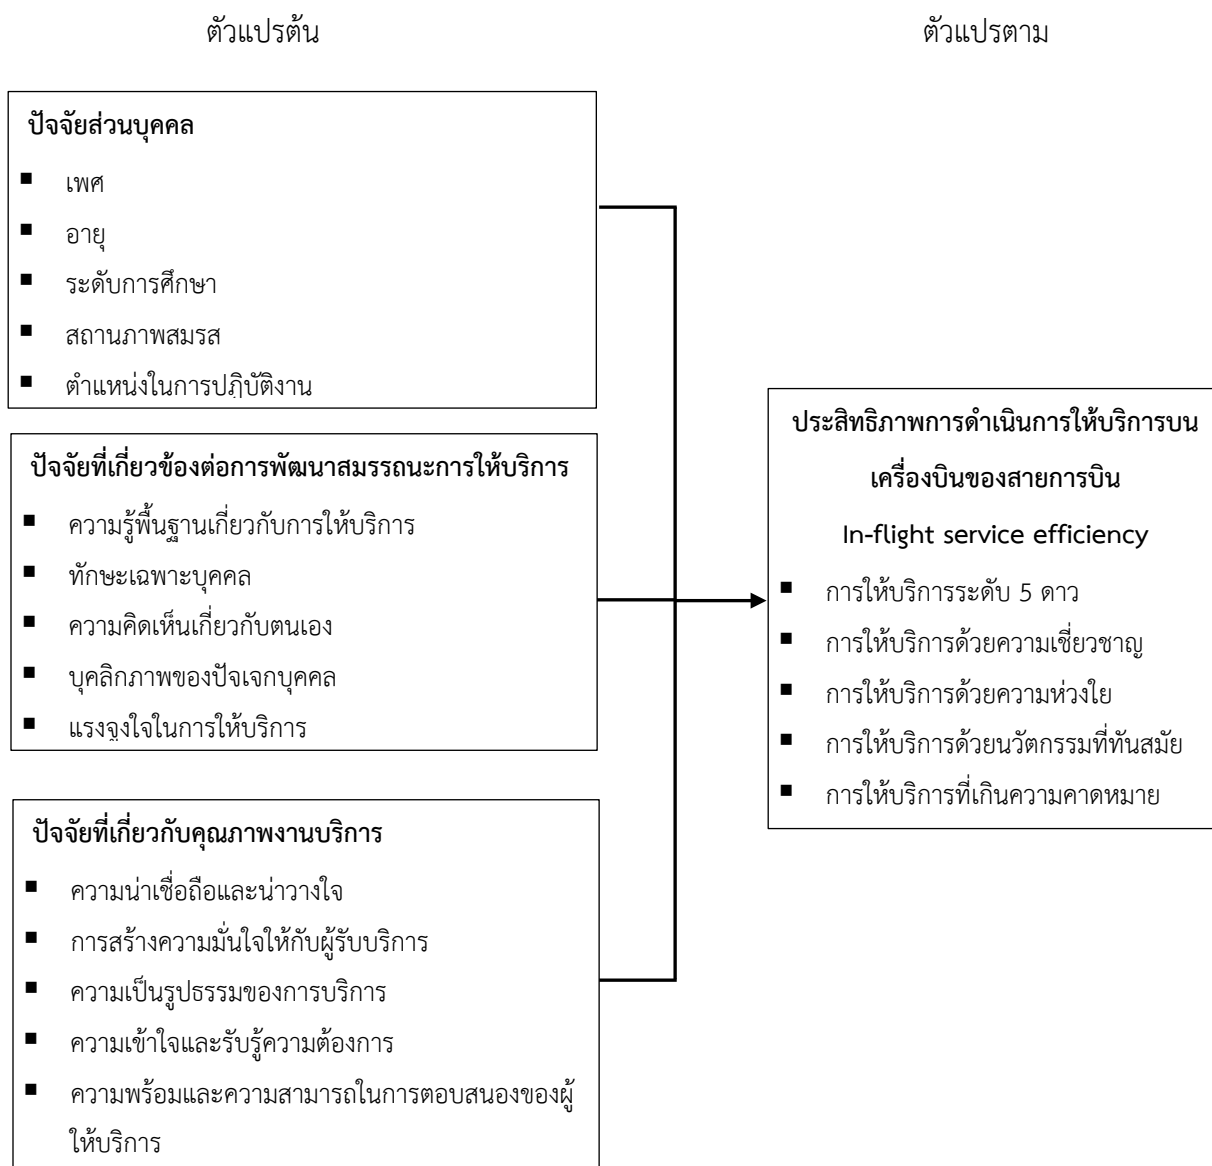 ตัวแปรต้น
ตัวแปรตาม
ปัจจัยส่วนบุคคล
▪ เพศ
▪ อายุ
▪ ระดับการศึกษา
▪ สถานภาพสมรส
▪ ตำแหน่งในการปฏิบัติงาน
ปัจจัยที่เกี่ยวข้องต่อการพัฒนาสมรรถนะการให้บริการ
▪ ความรู้พื้นฐานเกี่ยวกับการให้บริการ
▪ ทักษะเฉพาะบุคคล
▪ ความคิดเห็นเกี่ยวกับตนเอง
▪ บุคลิกภาพของปัจเจกบุคคล
▪ แรงจูงใจในการให้บริการ
ปัจจัยที่เกี่ยวกับคุณภาพงานบริการ
▪ ความน่าเชื่อถือและน่าวางใจ
▪ การสร้างความมั่นใจให้กับผู้รับบริการ
▪ ความเป็นรูปธรรมของการบริการ
▪ ความเข้าใจและรับรู้ความต้องการ
▪ ความพร้อมและความสามารถในการตอบสนองของผู้
ให้บริการ
ประสิทธิภาพการดำเนินการให้บริการบน
เครื่องบินของสายการบิน
In-flight service efficiency
▪ การให้บริการระดับ 5 ดาว
▪ การให้บริการด้วยความเชี่ยวชาญ
▪ การให้บริการด้วยความห่วงใย
▪ การให้บริการด้วยนวัตกรรมที่ทันสมัย
▪ การให้บริการที่เกินความคาดหมาย